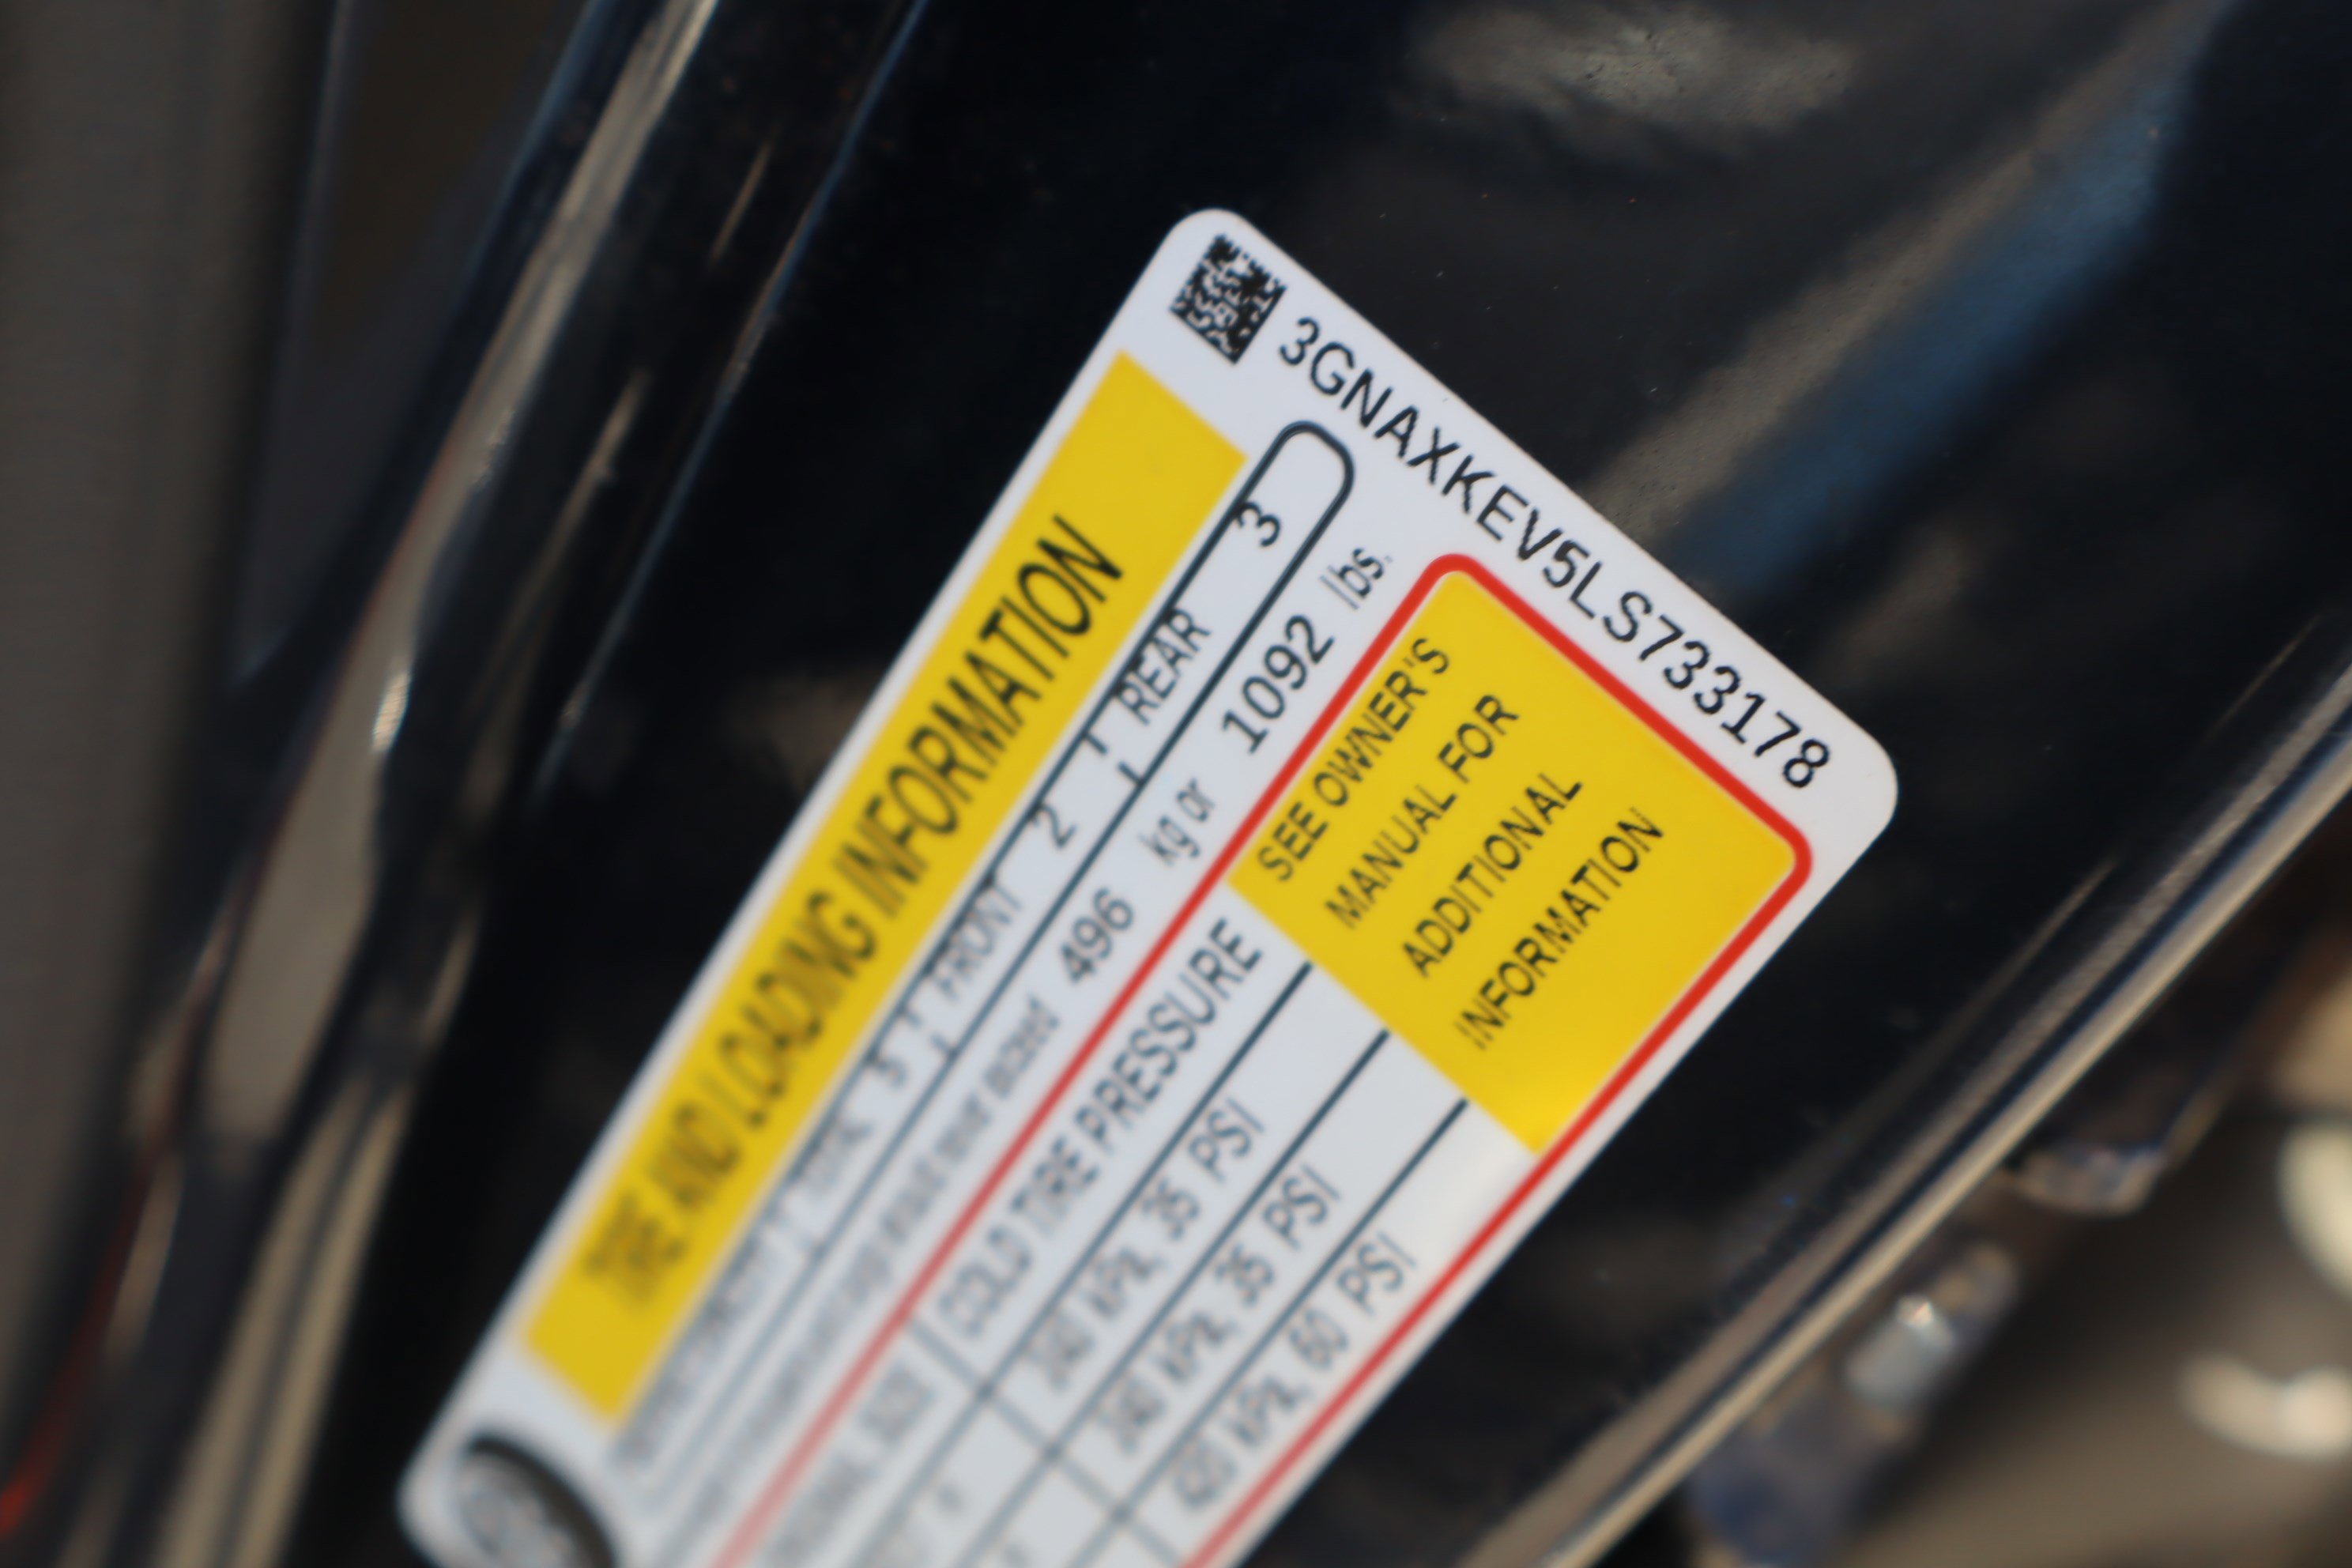 3GNAXKEV5LS733178
TIRE AND LOADING INFORMATION
5 FRONT 2 REAR 3
496 kg or 1092 lbs.
COLD TIRE PRESSURE
240 kPa, 35 PSI
240 kPa, 35 PSI
420 kPa, 60 PSI
SEE OWNER'S
MANUAL FOR
ADDITIONAL
INFORMATION